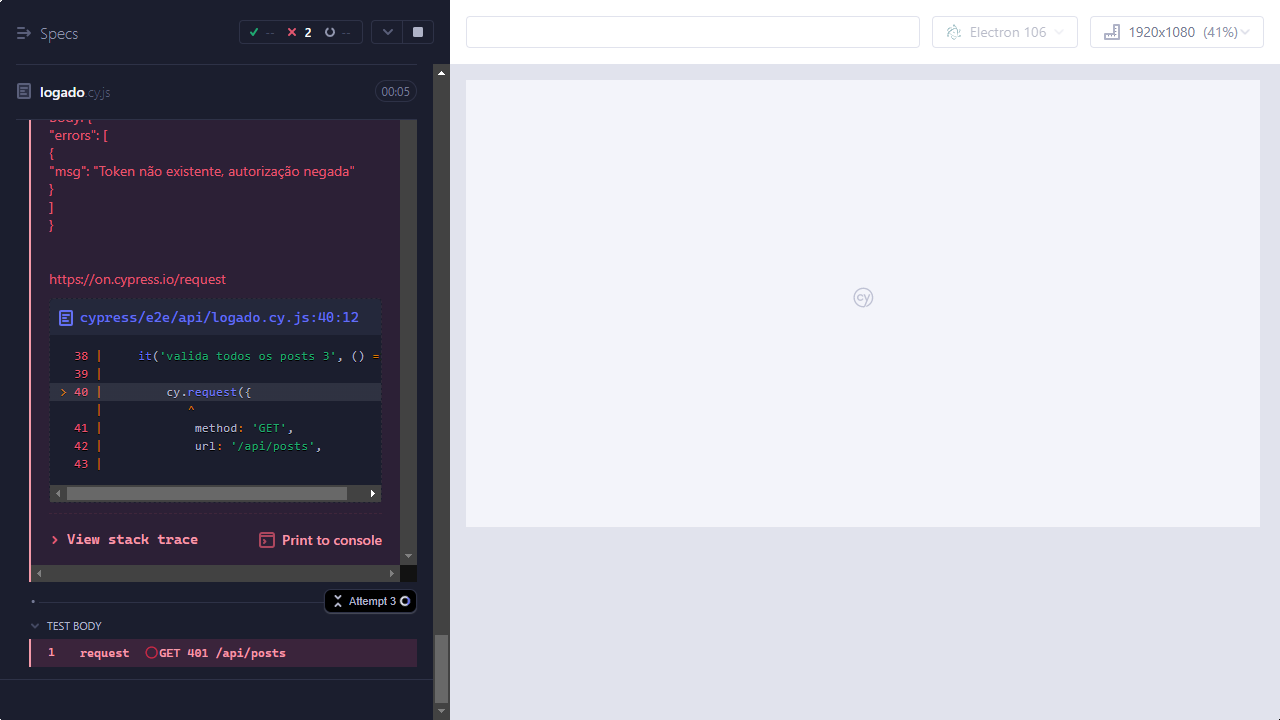 Specs
-- 2 --
Electron 106
1920x1080 (41%)
logado.cy.js
00:05
body: {
"errors": [
{
"msg": "Token não existente, autorização negada"
}
]
}
https://on.cypress.io/request
cypress/e2e/api/logado.cy.js:40:12
38 | it('valida todos os posts 3', () =
39 |
> 40 | cy.request({
| ^
41 | method: 'GET',
42 | url: '/api/posts',
43 |
> View stack trace
Print to console
Attempt 3
TEST BODY
1 request GET 401 /api/posts
cy